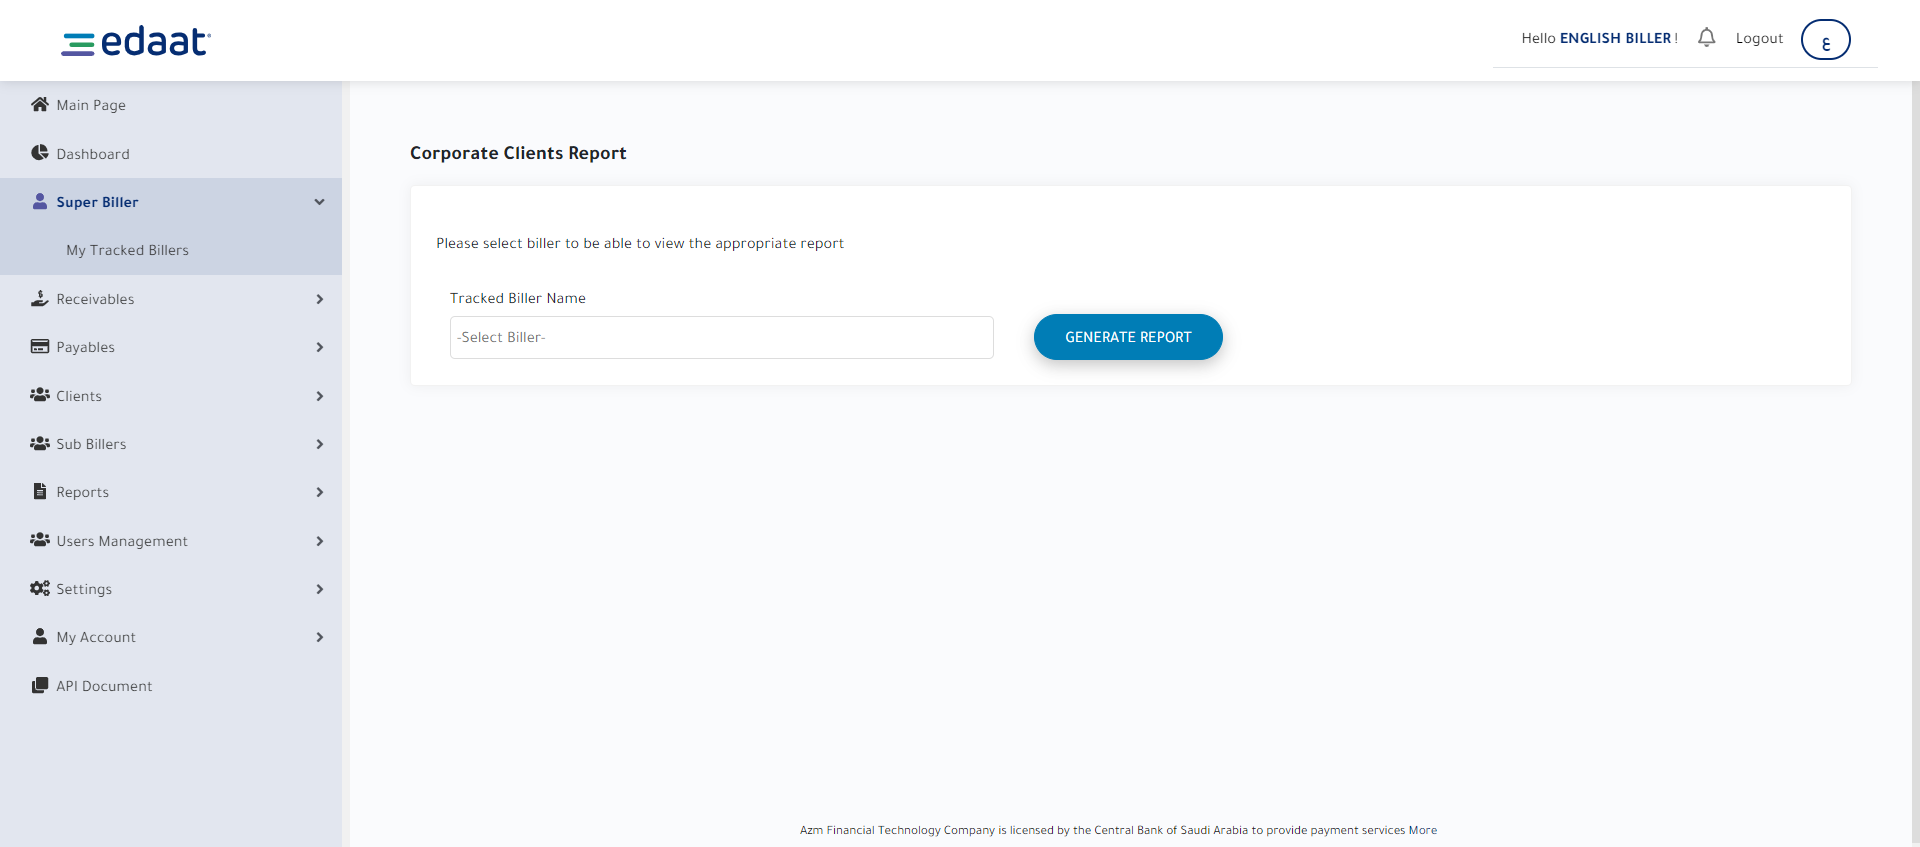 edaat
Hello ENGLISH BILLER !
Logout
ع
Main Page
Dashboard
Super Biller
My Tracked Billers
Receivables
Payables
Clients
Sub Billers
Reports
Users Management
Settings
My Account
API Document
Corporate Clients Report
Please select biller to be able to view the appropriate report
Tracked Biller Name
-Select Biller-
GENERATE REPORT
Azm Financial Technology Company is licensed by the Central Bank of Saudi Arabia to provide payment services More